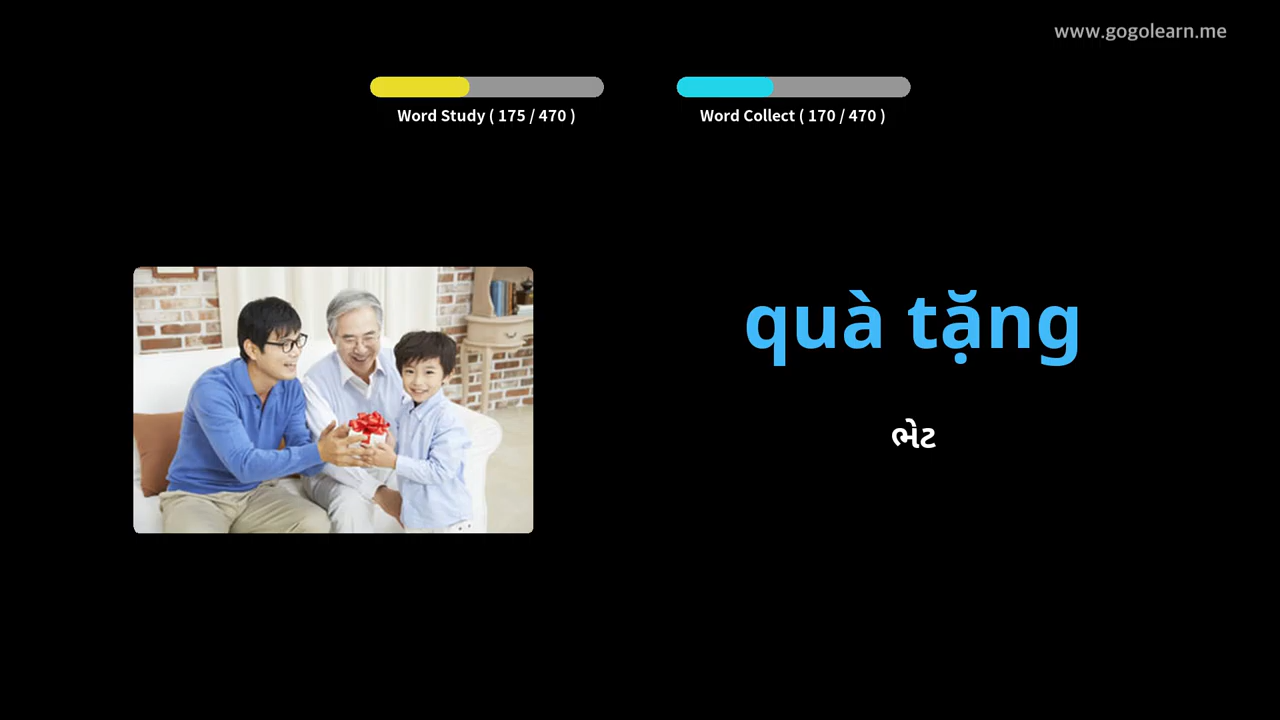 www.gogolearn.me
Word Study ( 175 / 470 )
Word Collect ( 170 / 470 )
quà tặng
ભેટ